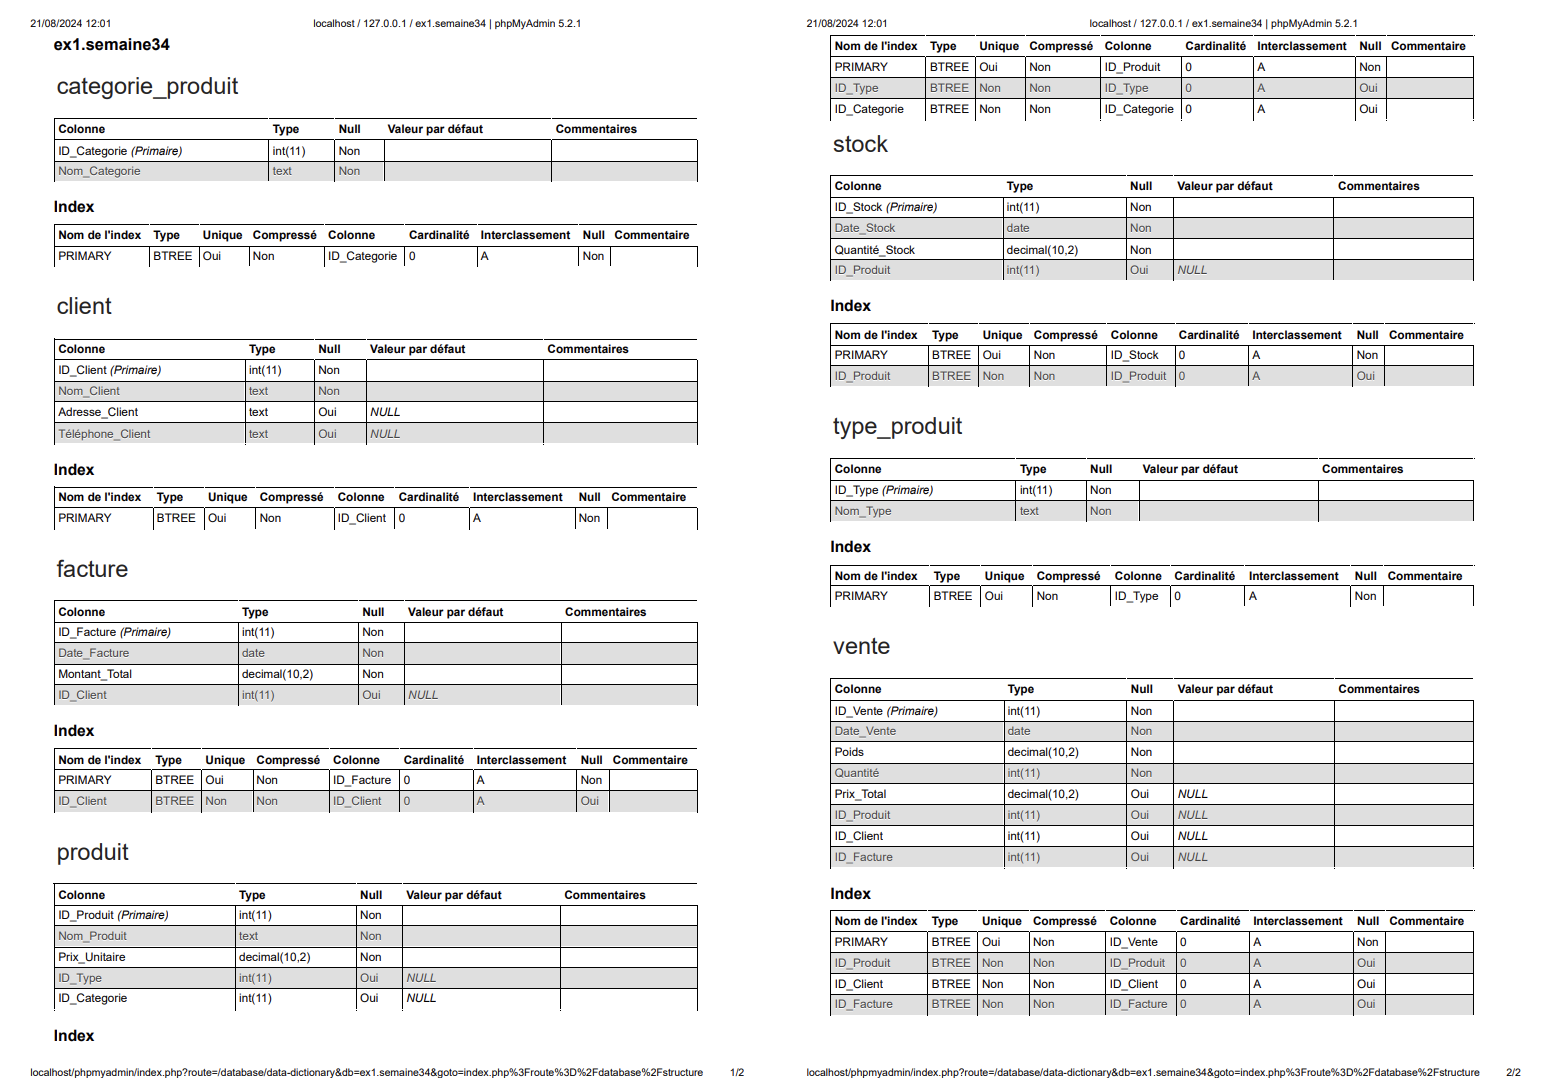 21/08/2024 12:01 localhost / 127.0.0.1 / ex1.semaine34 | phpMyAdmin 5.2.1
ex1.semaine34
categorie_produit
Colonne Type Null Valeur par défaut Commentaires
ID_Categorie (Primaire) int(11) Non
Nom_Categorie text Non
Index
Nom de l'index Type Unique Compressé Colonne Cardinalité Interclassement Null Commentaire
PRIMARY BTREE Oui Non ID_Categorie 0 A Non
client
Colonne Type Null Valeur par défaut Commentaires
ID_Client (Primaire) int(11) Non
Nom_Client text Non
Adresse_Client text Oui NULL
Téléphone_Client text Oui NULL
Index
Nom de l'index Type Unique Compressé Colonne Cardinalité Interclassement Null Commentaire
PRIMARY BTREE Oui Non ID_Client 0 A Non
facture
Colonne Type Null Valeur par défaut Commentaires
ID_Facture (Primaire) int(11) Non
Date_Facture date Non
Montant_Total decimal(10,2) Non
ID_Client int(11) Oui NULL
Index
Nom de l'index Type Unique Compressé Colonne Cardinalité Interclassement Null Commentaire
PRIMARY BTREE Oui Non ID_Facture 0 A Non
ID_Client BTREE Non Non ID_Client 0 A Oui
produit
Colonne Type Null Valeur par défaut Commentaires
ID_Produit (Primaire) int(11) Non
Nom_Produit text Non
Prix_Unitaire decimal(10,2) Non
ID_Type int(11) Oui NULL
ID_Categorie int(11) Oui NULL
Index
localhost/phpmyadmin/index.php?route=/database/data-dictionary&db=ex1.semaine34&goto=index.php%3Froute%3D%2Fdatabase%2Fstructure 1/2
21/08/2024 12:01 localhost / 127.0.0.1 / ex1.semaine34 | phpMyAdmin 5.2.1
Nom de l'index Type Unique Compressé Colonne Cardinalité Interclassement Null Commentaire
PRIMARY BTREE Oui Non ID_Produit 0 A Non
ID_Type BTREE Non Non ID_Type 0 A Oui
ID_Categorie BTREE Non Non ID_Categorie 0 A Oui
stock
Colonne Type Null Valeur par défaut Commentaires
ID_Stock (Primaire) int(11) Non
Date_Stock date Non
Quantité_Stock decimal(10,2) Non
ID_Produit int(11) Oui NULL
Index
Nom de l'index Type Unique Compressé Colonne Cardinalité Interclassement Null Commentaire
PRIMARY BTREE Oui Non ID_Stock 0 A Non
ID_Produit BTREE Non Non ID_Produit 0 A Oui
type_produit
Colonne Type Null Valeur par défaut Commentaires
ID_Type (Primaire) int(11) Non
Nom_Type text Non
Index
Nom de l'index Type Unique Compressé Colonne Cardinalité Interclassement Null Commentaire
PRIMARY BTREE Oui Non ID_Type 0 A Non
vente
Colonne Type Null Valeur par défaut Commentaires
ID_Vente (Primaire) int(11) Non
Date_Vente date Non
Poids decimal(10,2) Non
Quantité int(11) Non
Prix_Total decimal(10,2) Oui NULL
ID_Produit int(11) Oui NULL
ID_Client int(11) Oui NULL
ID_Facture int(11) Oui NULL
Index
Nom de l'index Type Unique Compressé Colonne Cardinalité Interclassement Null Commentaire
PRIMARY BTREE Oui Non ID_Vente 0 A Non
ID_Produit BTREE Non Non ID_Produit 0 A Oui
ID_Client BTREE Non Non ID_Client 0 A Oui
ID_Facture BTREE Non Non ID_Facture 0 A Oui
localhost/phpmyadmin/index.php?route=/database/data-dictionary&db=ex1.semaine34&goto=index.php%3Froute%3D%2Fdatabase%2Fstructure 2/2